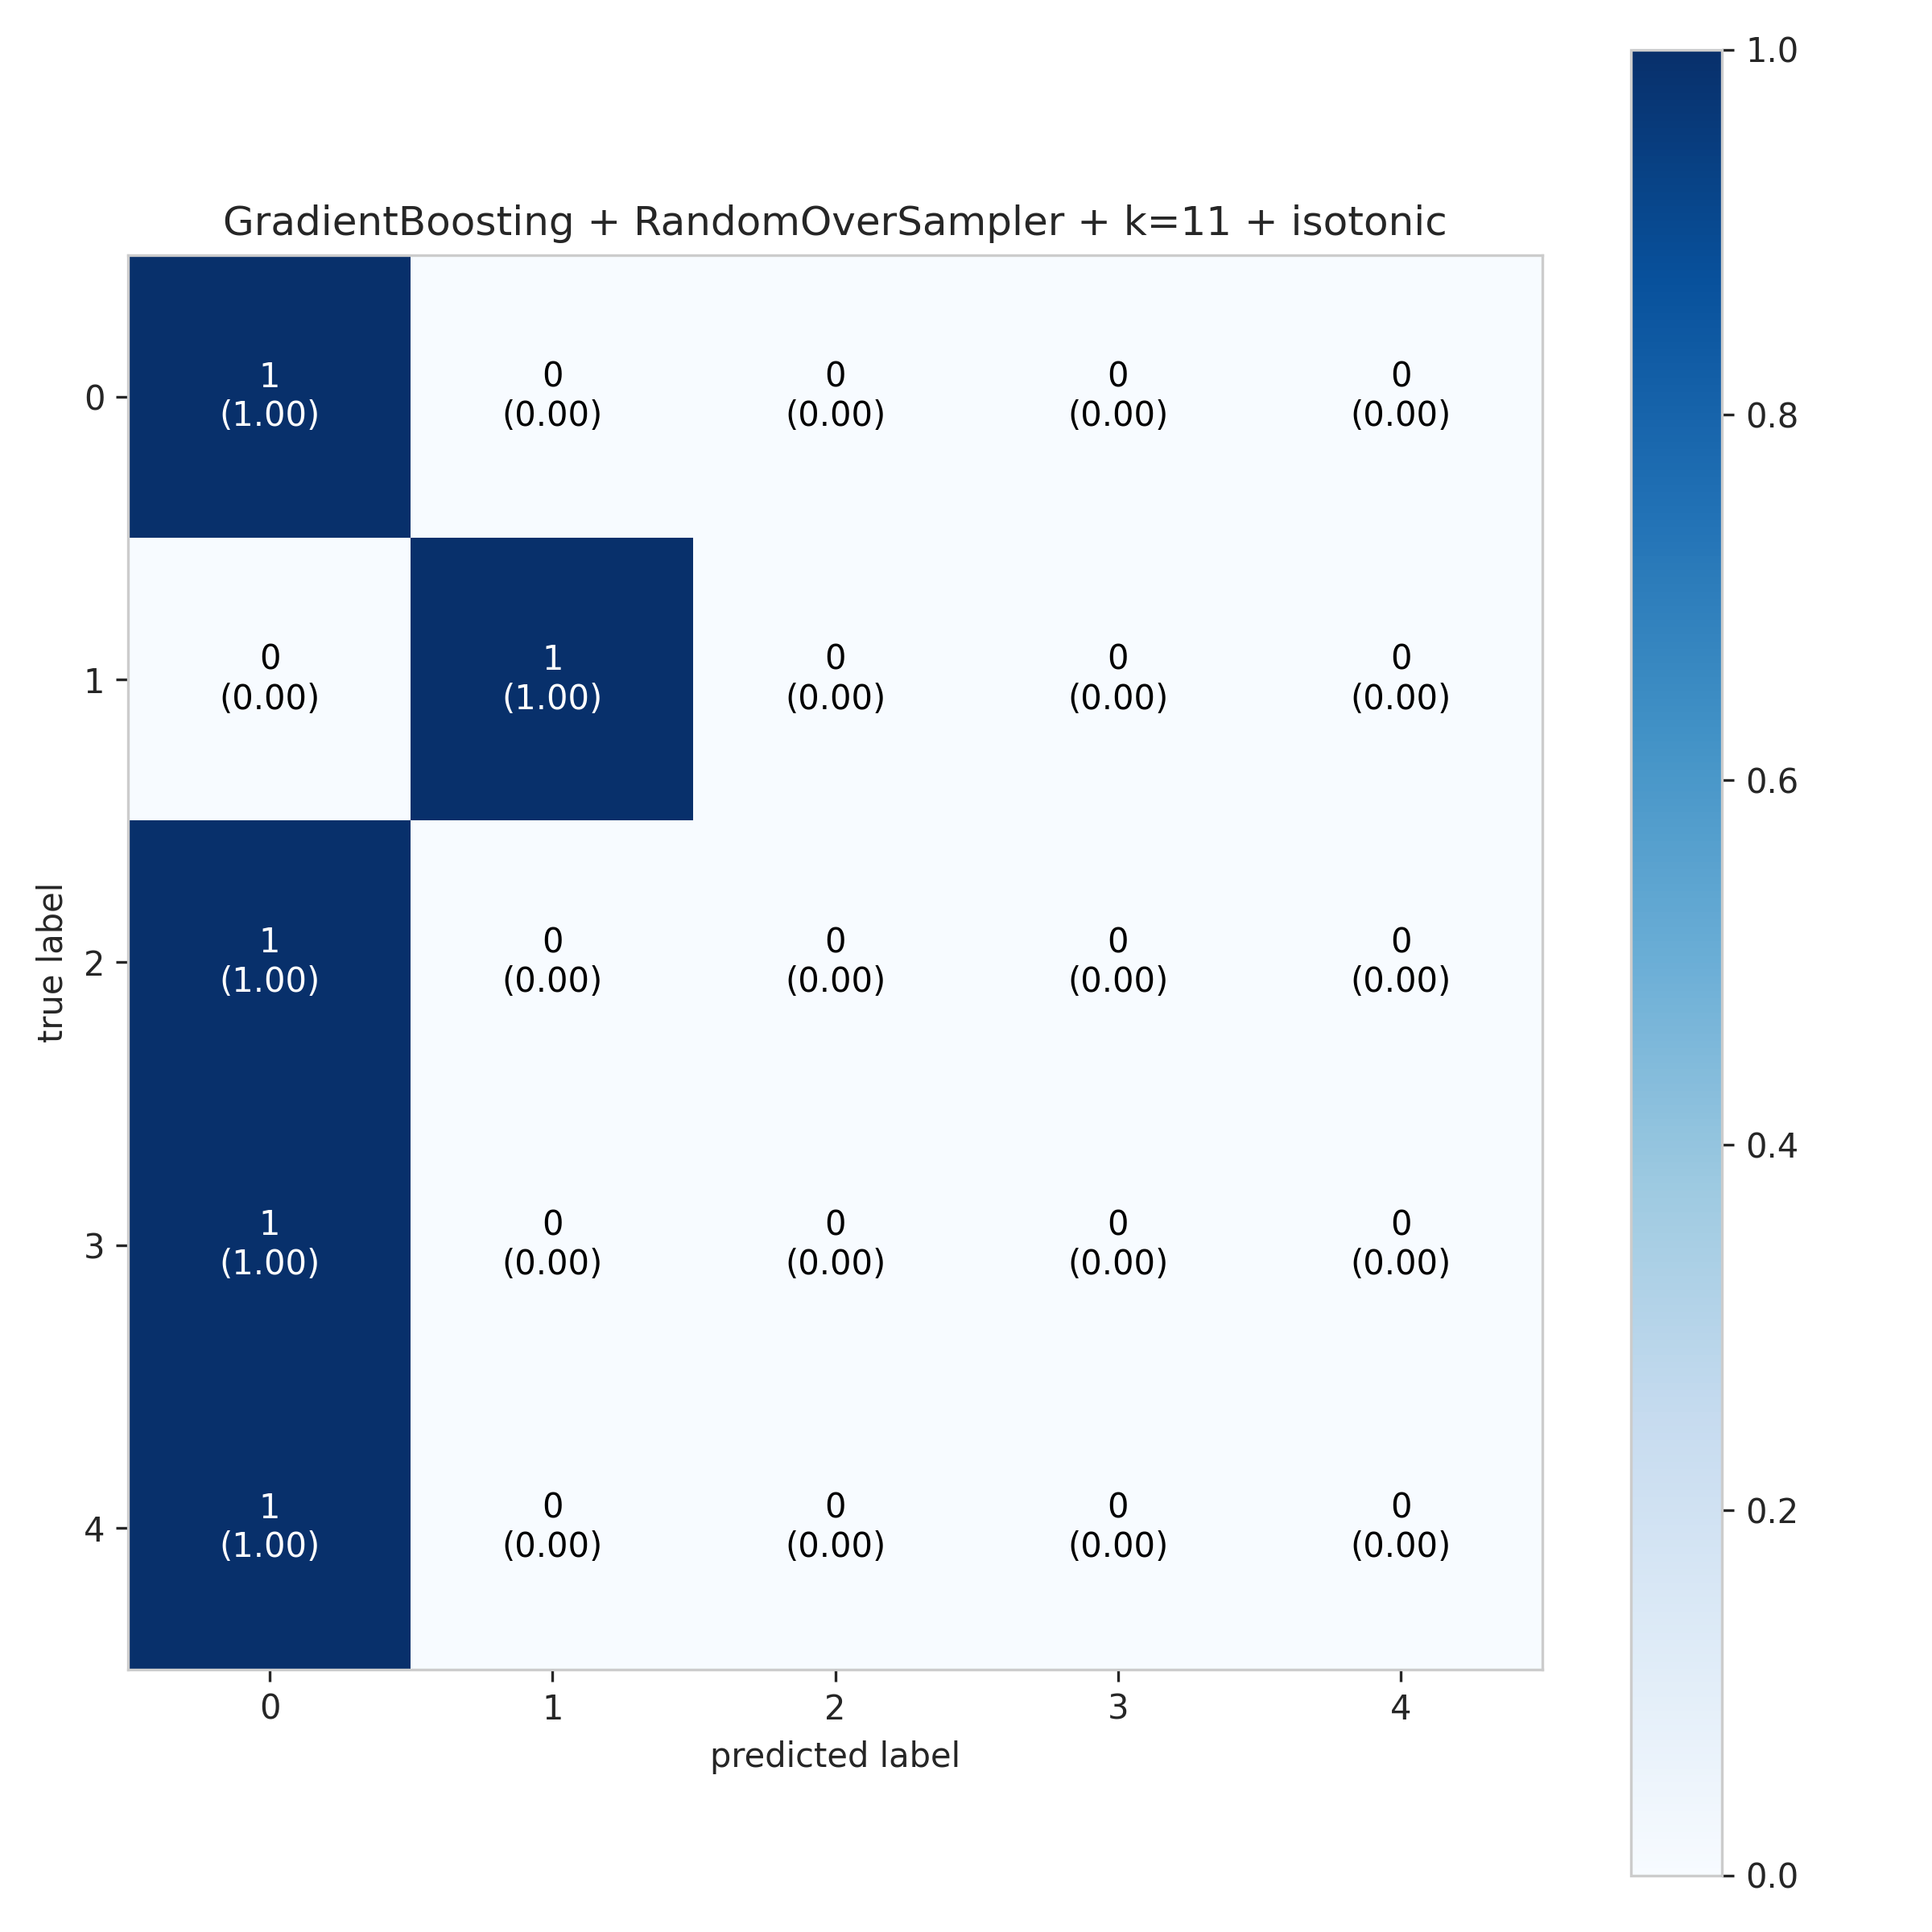 GradientBoosting + RandomOverSampler + k=11 + isotonic
1 0 0 0 0
(1.00) (0.00) (0.00) (0.00) (0.00)
0
0 1 0 0 0
(0.00) (1.00) (0.00) (0.00) (0.00)
1
1 0 0 0 0
(1.00) (0.00) (0.00) (0.00) (0.00)
2
1 0 0 0 0
(1.00) (0.00) (0.00) (0.00) (0.00)
3
1 0 0 0 0
(1.00) (0.00) (0.00) (0.00) (0.00)
4
true label
0 1 2 3 4
predicted label
1.0
0.8
0.6
0.4
0.2
0.0